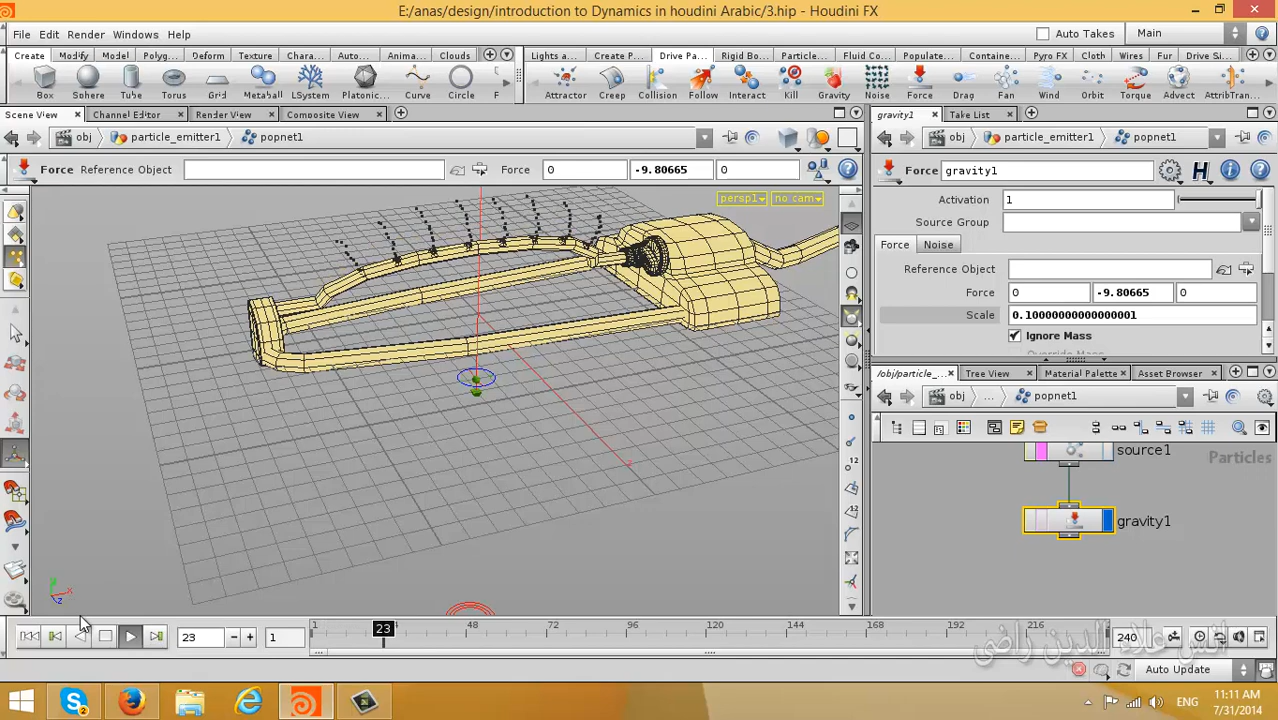 E:/anas/design/introduction to Dynamics in houdini Arabic/3.hip - Houdini FX
File Edit Render Windows Help
Auto Takes Main
Create Modify Model Polyg... Deform Texture Chara... Auto... Anima... Clouds
Lights a... Create P... Drive Pa... Rigid Bo... Particle... Fluid Co... Populate... Containe... Pyro FX Wires Fur Drive Si...
Box Sphere Tube Torus Grid Metaball LSystem Platonic... Curve Circle F
Attractor Creep Collision Follow Interact Kill Gravity Noise Force Drag Fan Wind Orbit Torque Advect AttribTran...
Scene View Channel Editor Render View Composite View
gravity1 Take List
obj particle_emitter1 popnet1
obj particle_emitter1 popnet1
Force Reference Object Force 0 -9.80665 0
Force gravity1
persp1 no cam
Activation 1
Source Group
Force Noise
Reference Object
Force 0 -9.80665 0
Scale 0.10000000000000001
Ignore Mass
/obj/particle_... Tree View Material Palette Asset Browser
obj ... popnet1
source1
Particles
gravity1
12
12
y x z
z
23 1
1 23 48 72 96 120 144 168 192 216
240
انس علاء الدين راضي
Auto Update
2
ENG
11:11 AM
7/31/2014